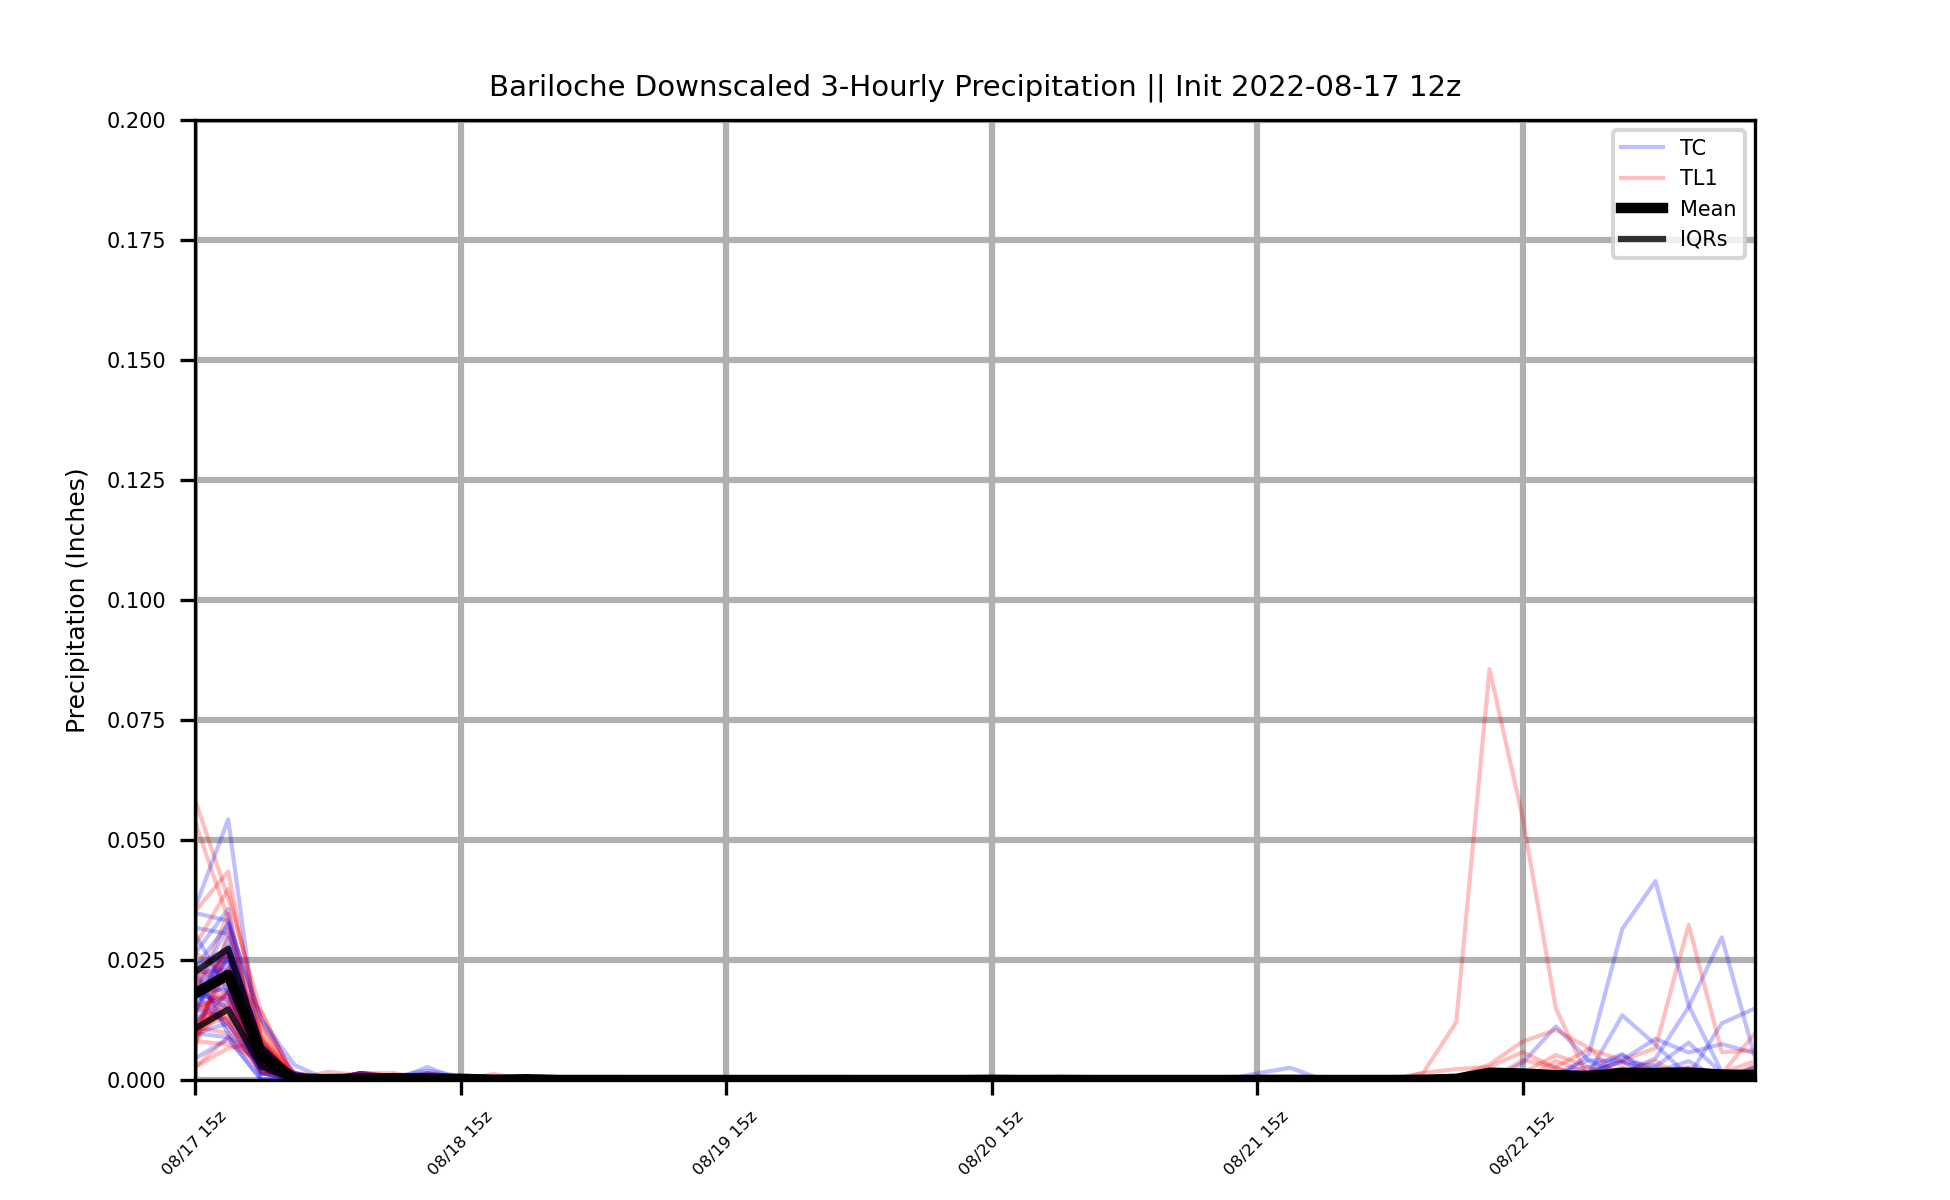 Bariloche Downscaled 3-Hourly Precipitation || Init 2022-08-17 12z
0.200
0.175
0.150
0.125
0.100
0.075
0.050
0.025
0.000
Precipitation (Inches)
TC
TL1
Mean
IQRs
08/17 15z
08/18 15z
08/19 15z
08/20 15z
08/21 15z
08/22 15z